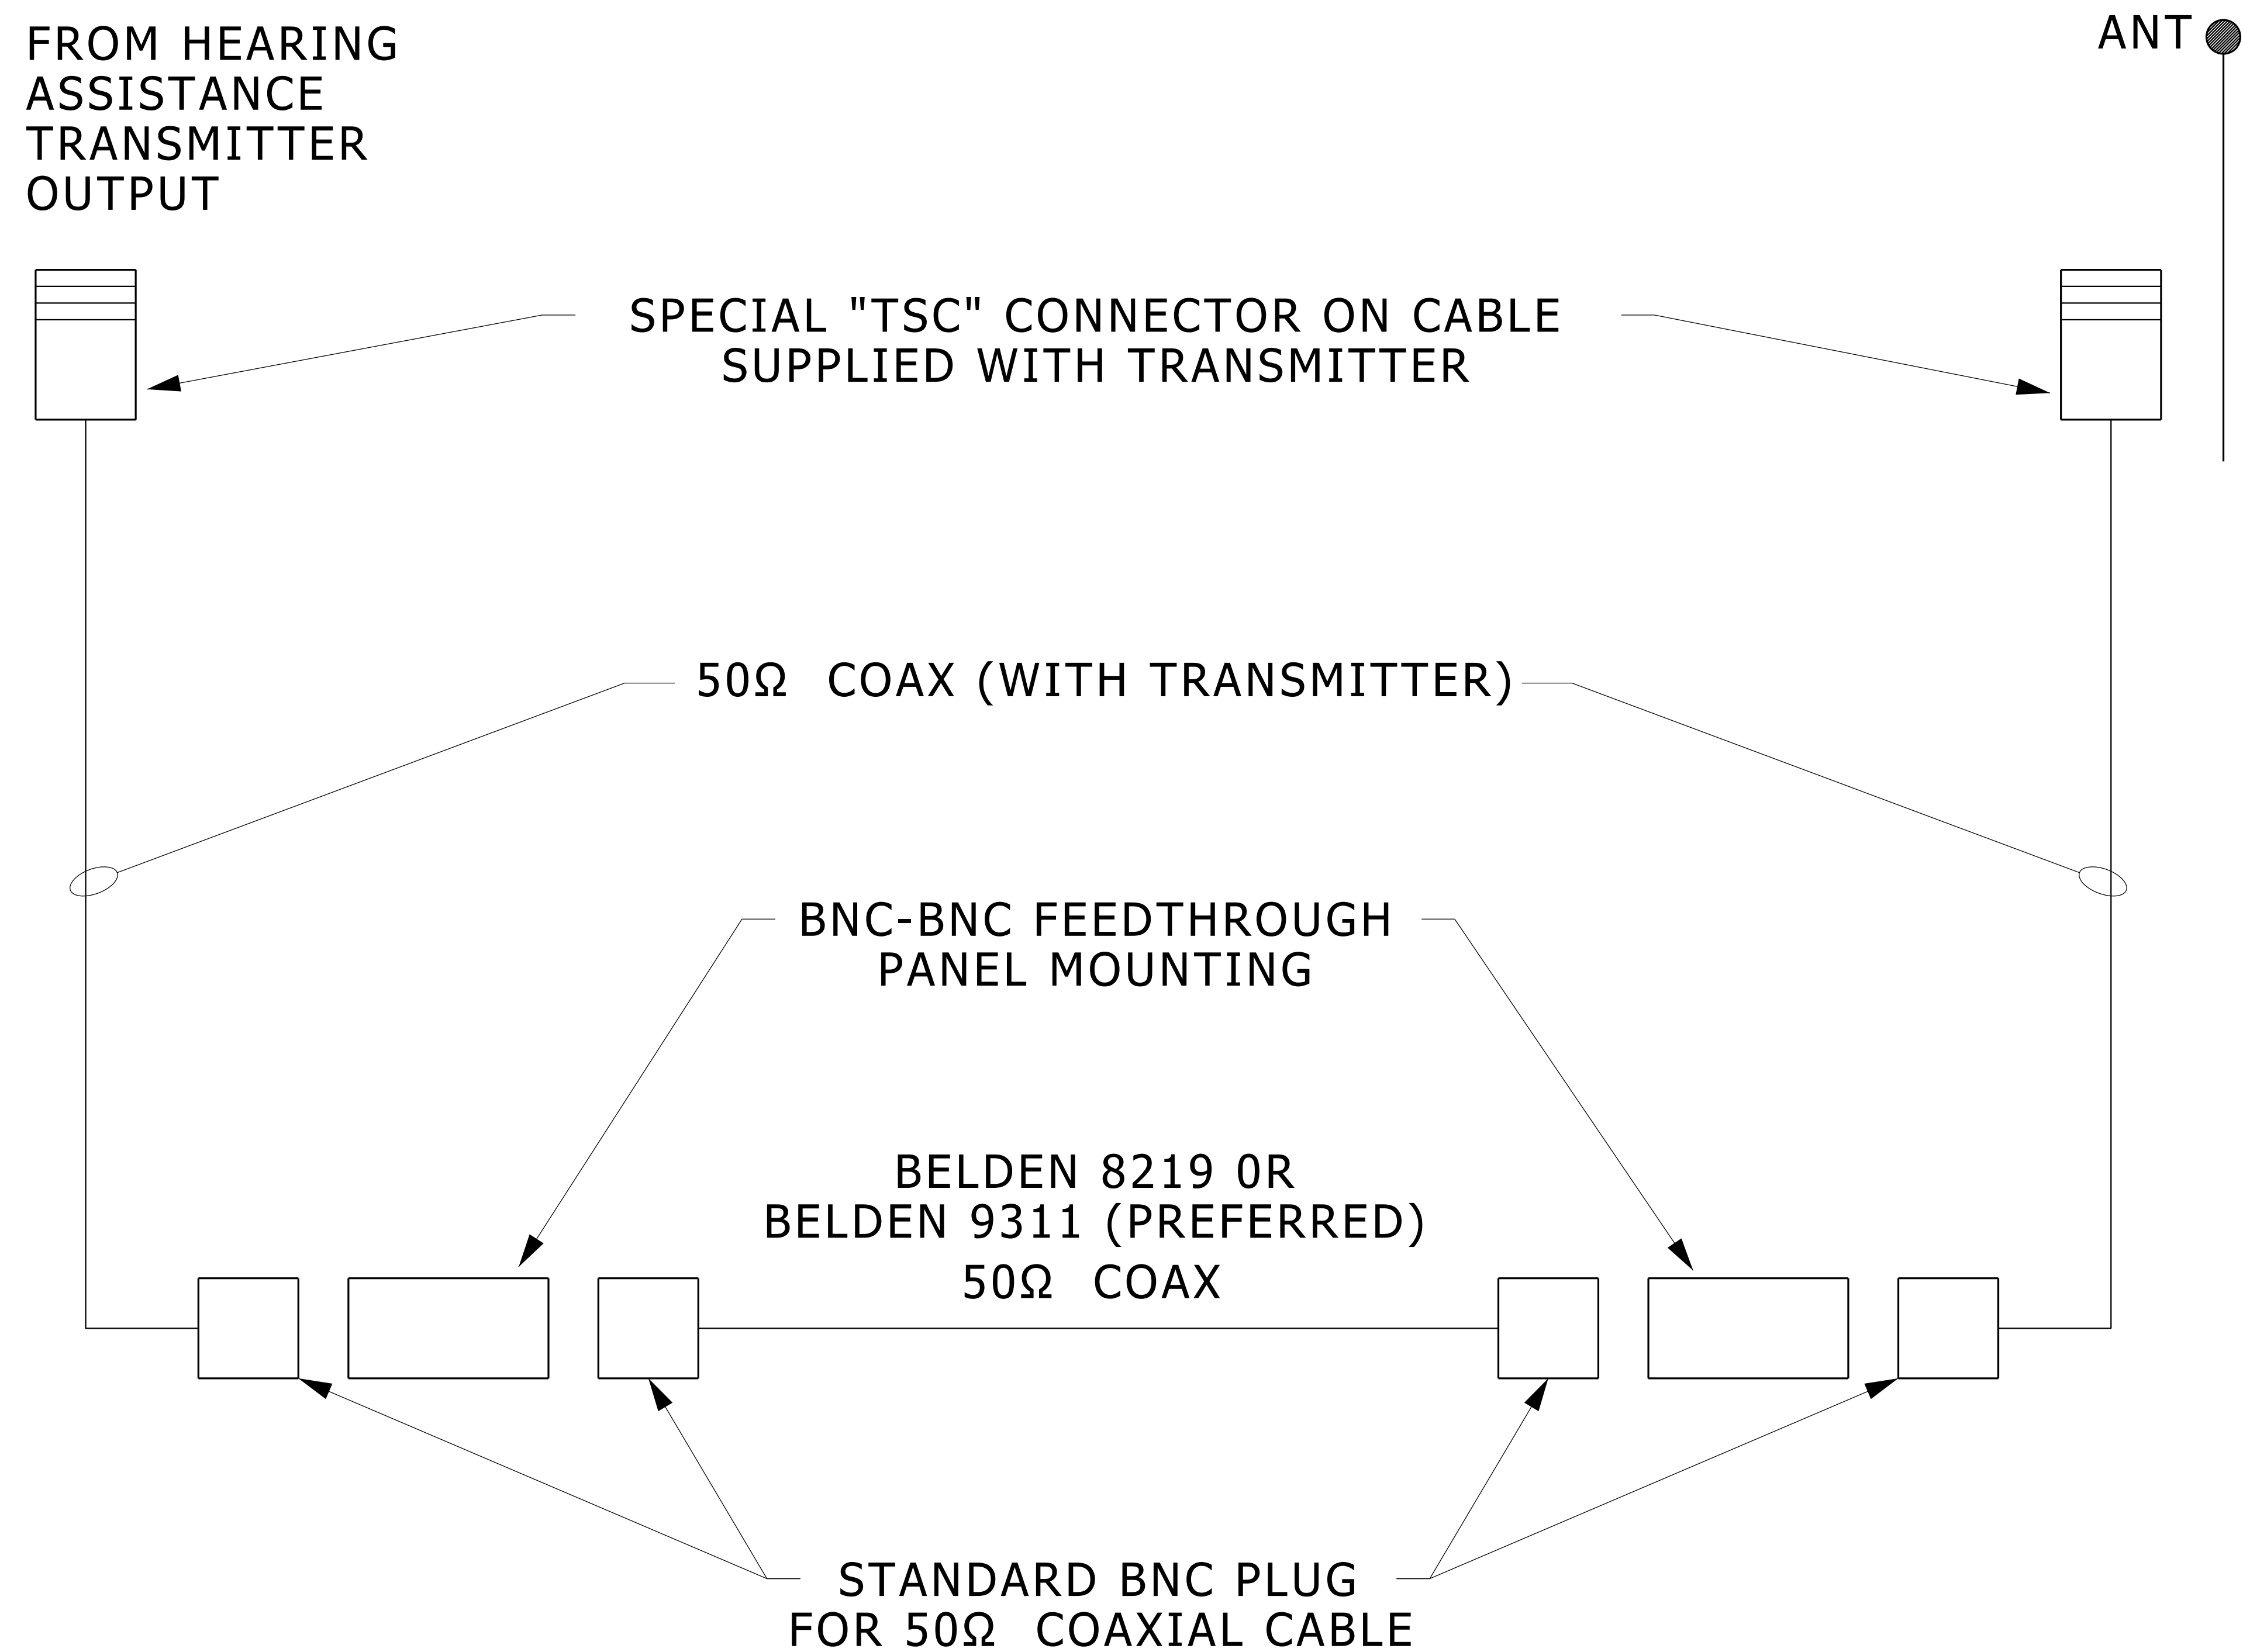 FROM HEARING
ASSISTANCE
TRANSMITTER
OUTPUT
ANT
SPECIAL "TSC" CONNECTOR ON CABLE
SUPPLIED WITH TRANSMITTER
50Ω COAX (WITH TRANSMITTER)
BNC-BNC FEEDTHROUGH
PANEL MOUNTING
BELDEN 8219 0R
BELDEN 9311 (PREFERRED)
50Ω COAX
STANDARD BNC PLUG
FOR 50Ω COAXIAL CABLE